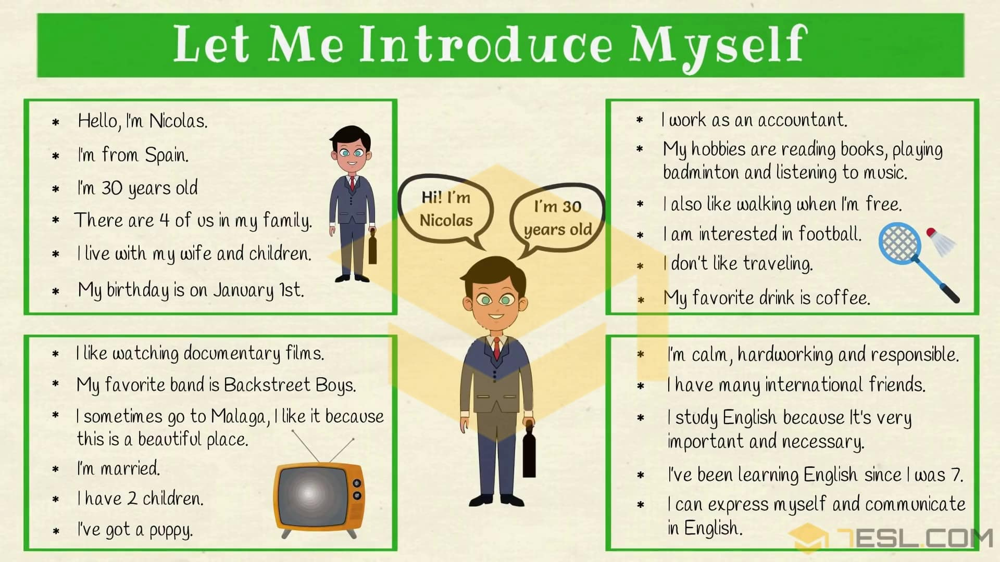 Let Me Introduce Myself
* Hello, I'm Nicolas.
* I'm from Spain.
* I'm 30 years old
* There are 4 of us in my family.
* I live with my wife and children.
* My birthday is on January 1st.
Hi! I'm
Nicolas
I'm 30
years old
* I work as an accountant.
* My hobbies are reading books, playing
badminton and listening to music.
* I also like walking when I'm free.
* I am interested in football.
* I don't like traveling.
* My favorite drink is coffee.
* I like watching documentary films.
* My favorite band is Backstreet Boys.
* I sometimes go to Malaga, I like it because
this is a beautiful place.
* I'm married.
* I have 2 children.
* I've got a puppy.
* I'm calm, hardworking and responsible.
* I have many international friends.
* I study English because It's very
important and necessary.
* I've been learning English since I was 7.
* I can express myself and communicate
in English.
7ESL.COM